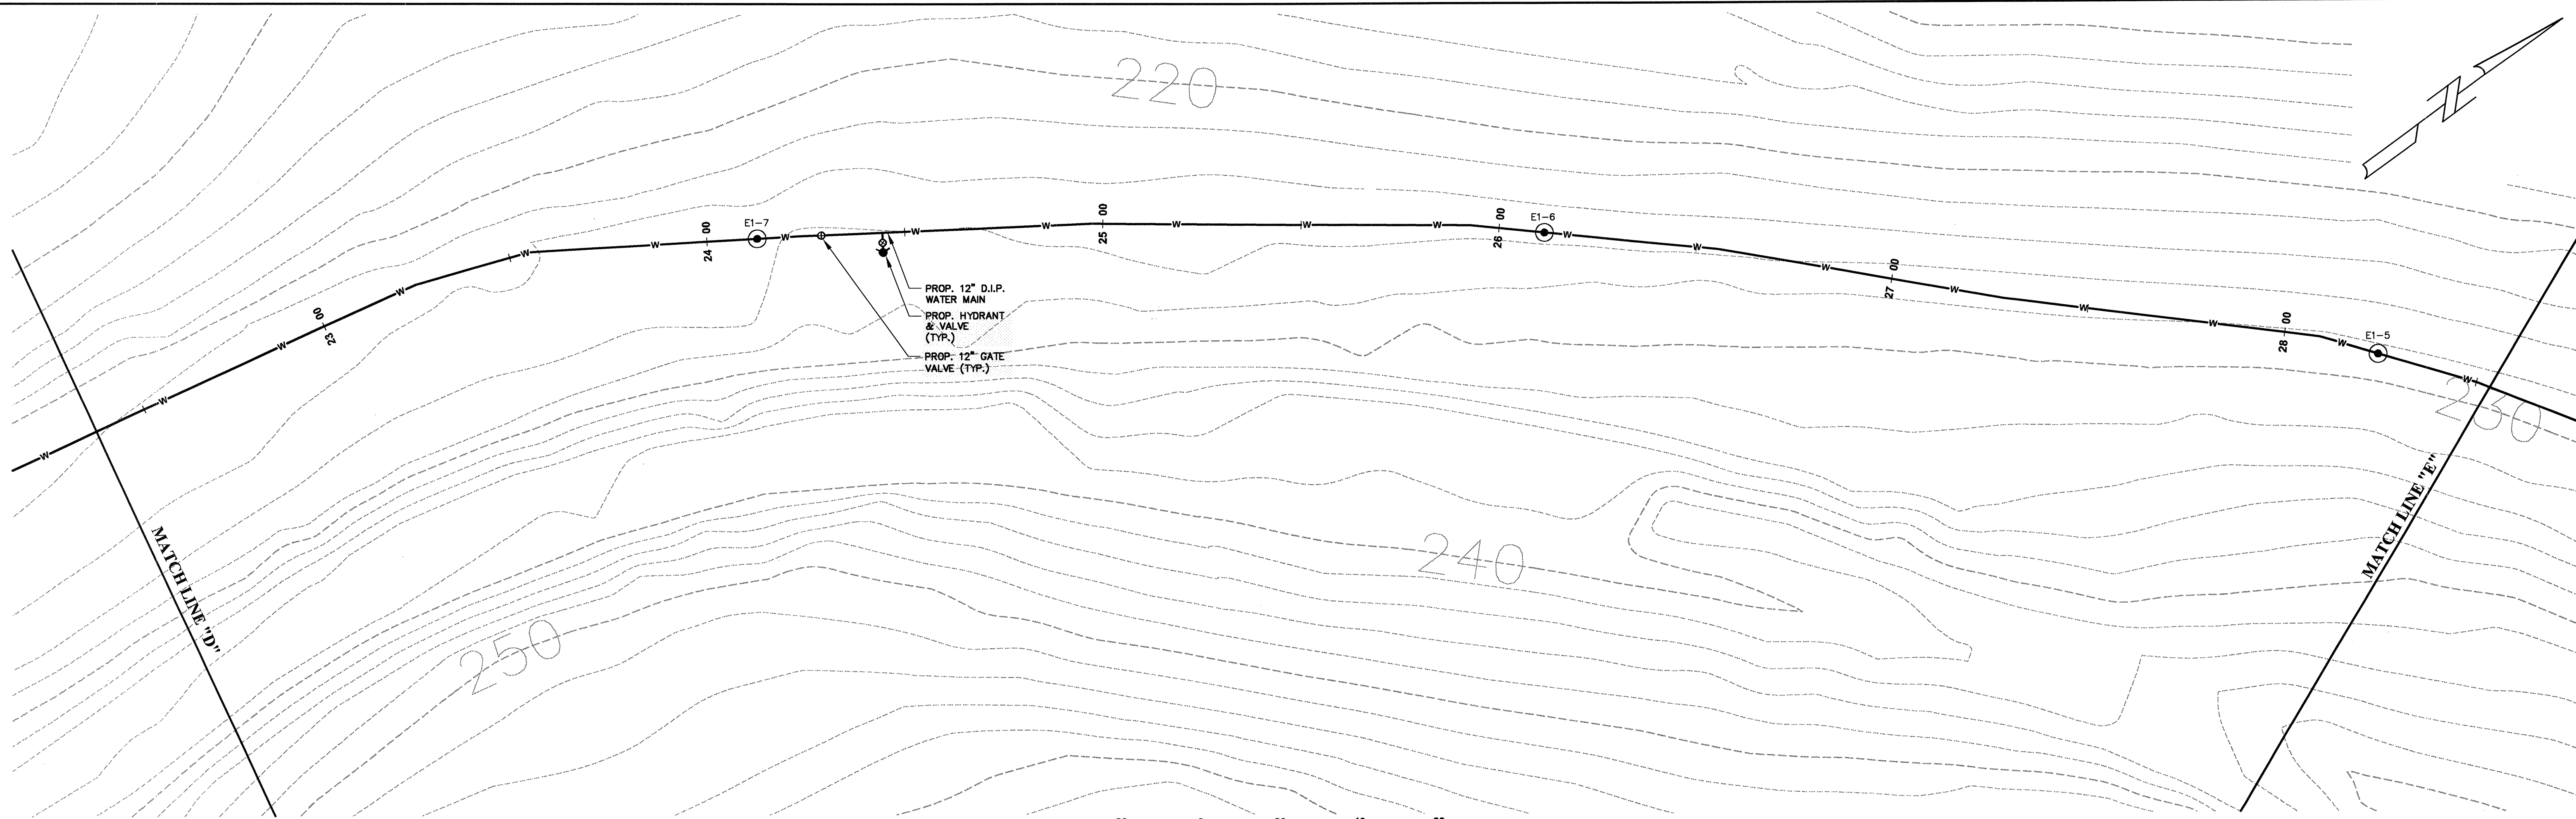 220
N
23 00
24 00
E1-7
25 00
26 00
E1-6
27 00
28 00
E1-5
W W W W W W W W W W W W W W W W W W W W
PROP. 12" D.I.P.
WATER MAIN
PROP. HYDRANT
& VALVE
(TYP.)
PROP. 12" GATE
VALVE (TYP.)
230
MATCH LINE "D"
MATCH LINE "E"
240
250